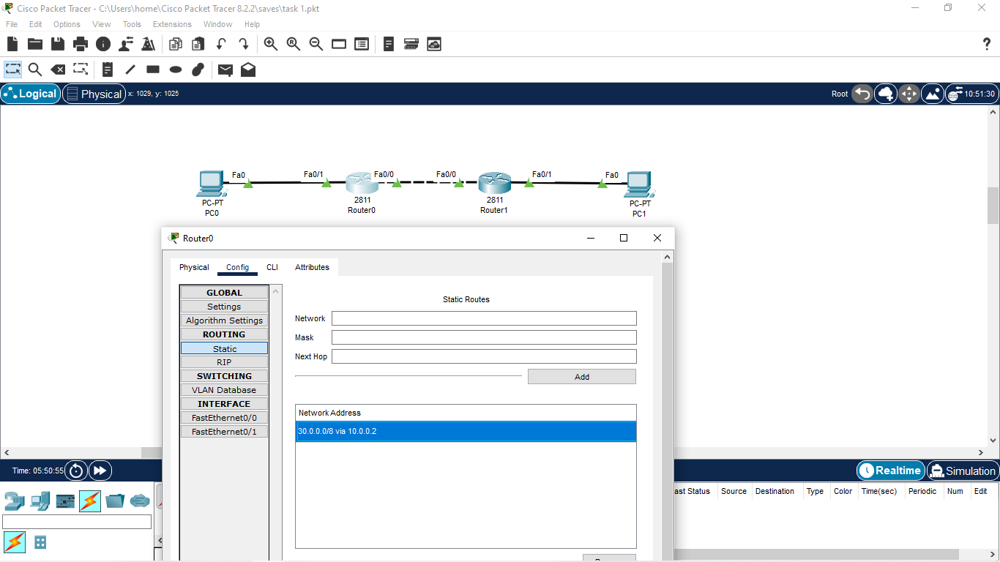 Cisco Packet Tracer - C:\Users\home\Cisco Packet Tracer 8.2.2\saves\task 1.pkt
File Edit Options View Tools Extensions Window Help
Logical Physical x: 1029, y: 1025 Root 10:51:30
Fa0 Fa0/1 Fa0/0 Fa0/0 Fa0/1 Fa0
PC-PT 2811 2811 PC-PT
PC0 Router0 Router1 PC1
Router0
Physical Config CLI Attributes
GLOBAL
Settings
Algorithm Settings
ROUTING
Static
RIP
SWITCHING
VLAN Database
INTERFACE
FastEthernet0/0
FastEthernet0/1
Static Routes
Network
Mask
Next Hop
Add
Network Address
30.0.0.0/8 via 10.0.0.2
Time: 05:50:55 Realtime Simulation
Status Source Destination Type Color Time(sec) Periodic Num Edit